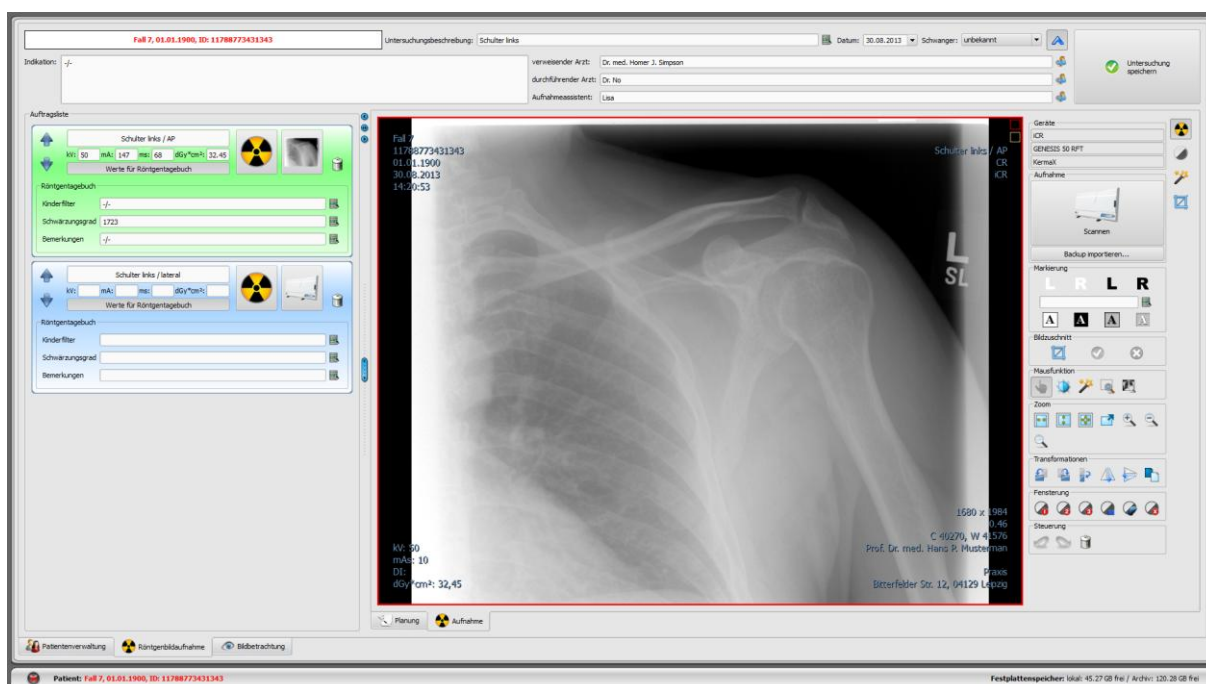 Fall 7, 01.01.1900, ID: 11788773431343
Untersuchungsbeschreibung: Schulter links
Datum: 30.08.2013
Schwanger: unbekannt
Indikation: -/-
verweisender Arzt: Dr. med. Homer J. Simpson
durchführender Arzt: Dr. No
Aufnahmeassistent: Lisa
Untersuchung
speichern
Auftragsliste
Schulter links / AP
kV: 50 mA: 147 ms: 68 dGy*cm²: 32.45
Werte für Röntgentagebuch
Röntgentagebuch
Kinderfilter -/-
Schwärzungsgrad 1723
Bemerkungen -/-
Schulter links / lateral
kV: mA: ms: dGy*cm²:
Werte für Röntgentagebuch
Röntgentagebuch
Kinderfilter
Schwärzungsgrad
Bemerkungen
Fall 7
11788773431343
01.01.1900
30.08.2013
14:20:53
Schulter links / AP
CR
iCR
L
SL
kV: 50
mAs: 10
DI:
dGy*cm²: 32,45
1680 x 1984
0.46
C 40270, W 41576
Prof. Dr. med. Hans P. Musterman
Praxis
Bitterfelder Str. 12, 04129 Leipzig
Geräte
iCR
GENESIS 50 RFT
KermaX
Aufnahme
Scannen
Backup importieren...
Markierung
L R L R
A A A A
Bildzuschnitt
Mausfunktion
Zoom
Transformationen
Fensterung
Steuerung
Planung
Aufnahme
Patientenverwaltung
Röntgenbildaufnahme
Bildbetrachtung
Patient: Fall 7, 01.01.1900, ID: 11788773431343
Festplattenspeicher: lokal: 45.27 GB frei / Archiv: 120.28 GB frei